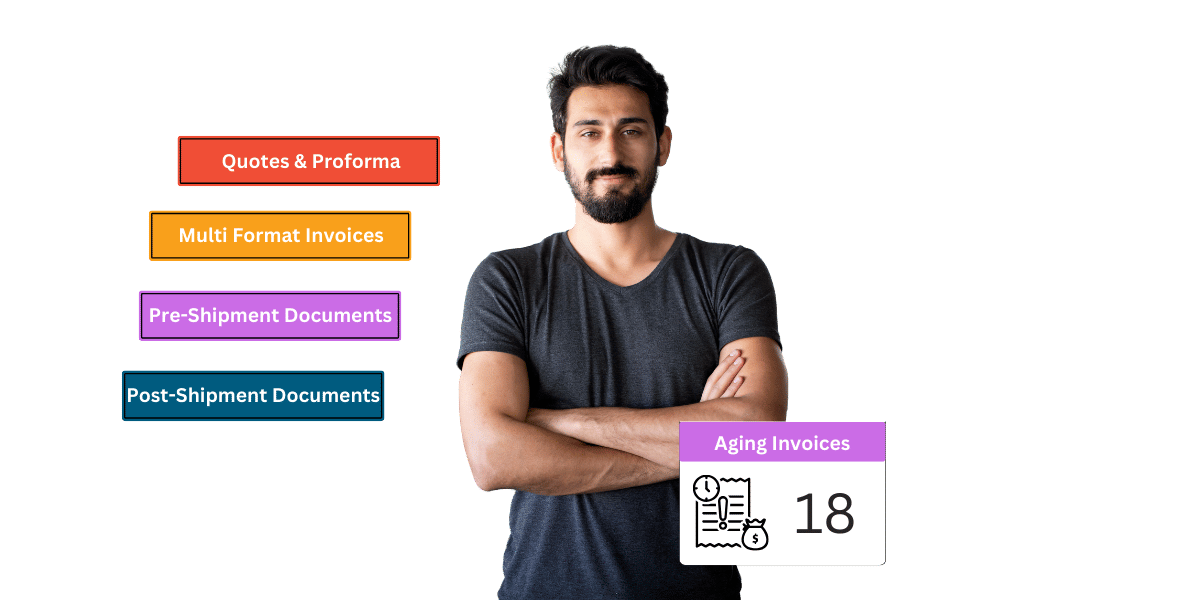 Quotes & Proforma
Multi Format Invoices
Pre-Shipment Documents
Post-Shipment Documents
Aging Invoices
$
18